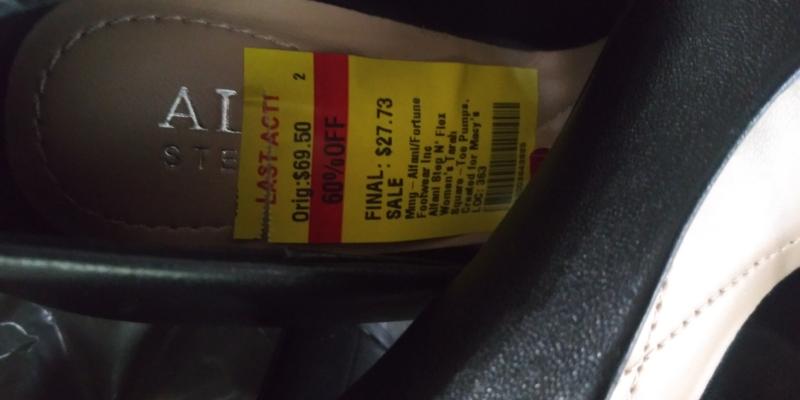 AL
STE
LAST ACT!
2
Orig:$69.50
60%OFF
FINAL: $27.73
SALE
Mmg - Alfani/Fortune
Footwear Inc
Alfani Step N' Flex
Women's Tarah
Square - Toe Pumps,
Created for Macy's
LOC: 363